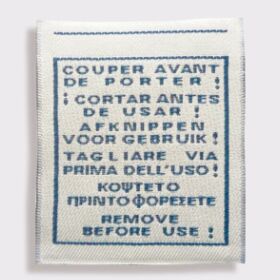 COUPER AVANT
DE PORTER !
¡ CORTAR ANTES
DE USAR !
AFKNIPPEN
VOOR GEBRUIK !
TAGLIARE VIA
PRIMA DELL'USO !
ΚΟΨΤΕΤΟ
ΠΡΙΝΤΟΦΟΡΕΣΕΤΕ
REMOVE
BEFORE USE !